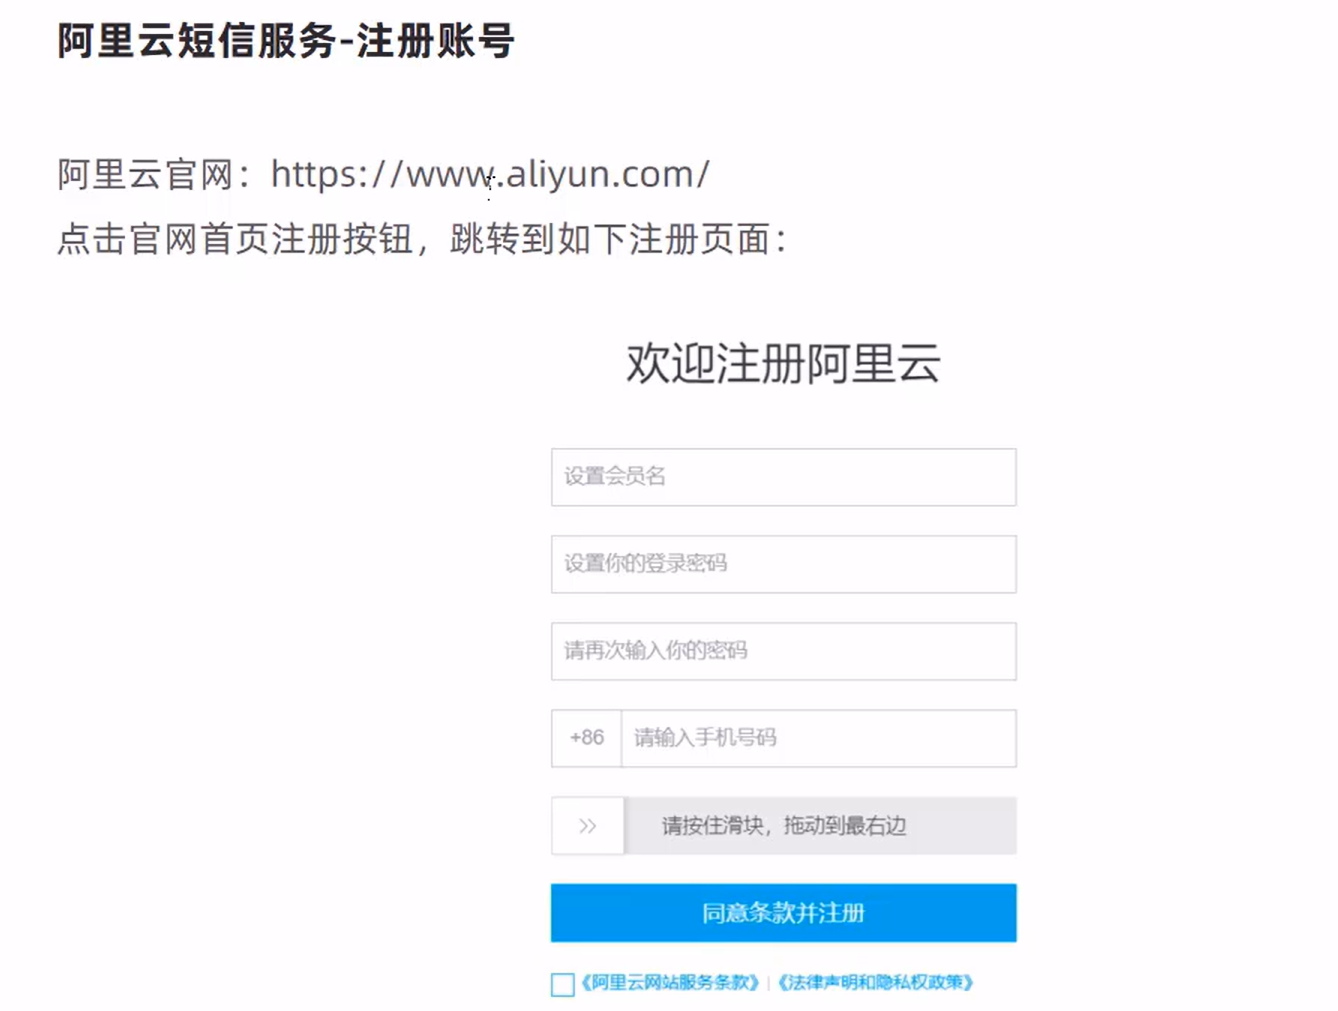 阿里云短信服务-注册账号
阿里云官网：https://www.aliyun.com/
点击官网首页注册按钮，跳转到如下注册页面：
欢迎注册阿里云
设置会员名
设置你的登录密码
请再次输入你的密码
+86 请输入手机号码
>> 请按住滑块，拖动到最右边
同意条款并注册
《阿里云网站服务条款》 | 《法律声明和隐私权政策》